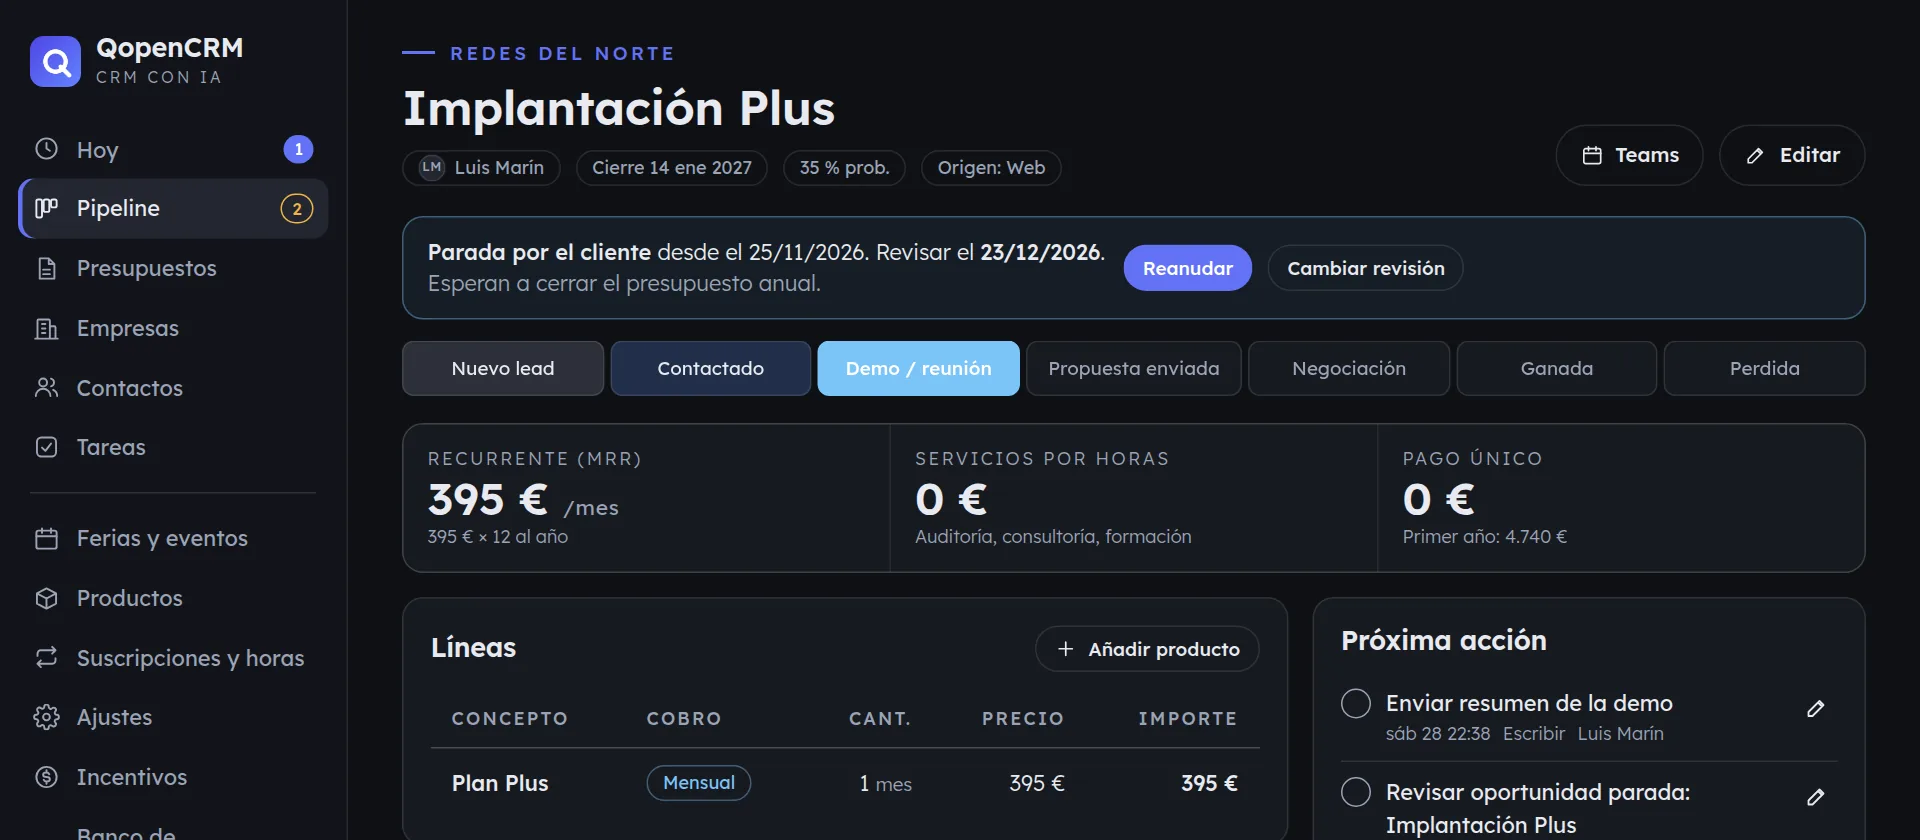 QopenCRM
CRM CON IA
Hoy 1
Pipeline 2
Presupuestos
Empresas
Contactos
Tareas
Ferias y eventos
Productos
Suscripciones y horas
Ajustes
Incentivos
Banco de
REDES DEL NORTE
Implantación Plus
LM Luis Marín Cierre 14 ene 2027 35 % prob. Origen: Web
Teams Editar
Parada por el cliente desde el 25/11/2026. Revisar el 23/12/2026.
Esperan a cerrar el presupuesto anual.
Reanudar Cambiar revisión
Nuevo lead Contactado Demo / reunión Propuesta enviada Negociación Ganada Perdida
RECURRENTE (MRR)
395 € /mes
395 € × 12 al año
SERVICIOS POR HORAS
0 €
Auditoría, consultoría, formación
PAGO ÚNICO
0 €
Primer año: 4.740 €
Líneas
Añadir producto
CONCEPTO COBRO CANT. PRECIO IMPORTE
Plan Plus Mensual 1 mes 395 € 395 €
Próxima acción
Enviar resumen de la demo
sáb 28 22:38 Escribir Luis Marín
Revisar oportunidad parada:
Implantación Plus